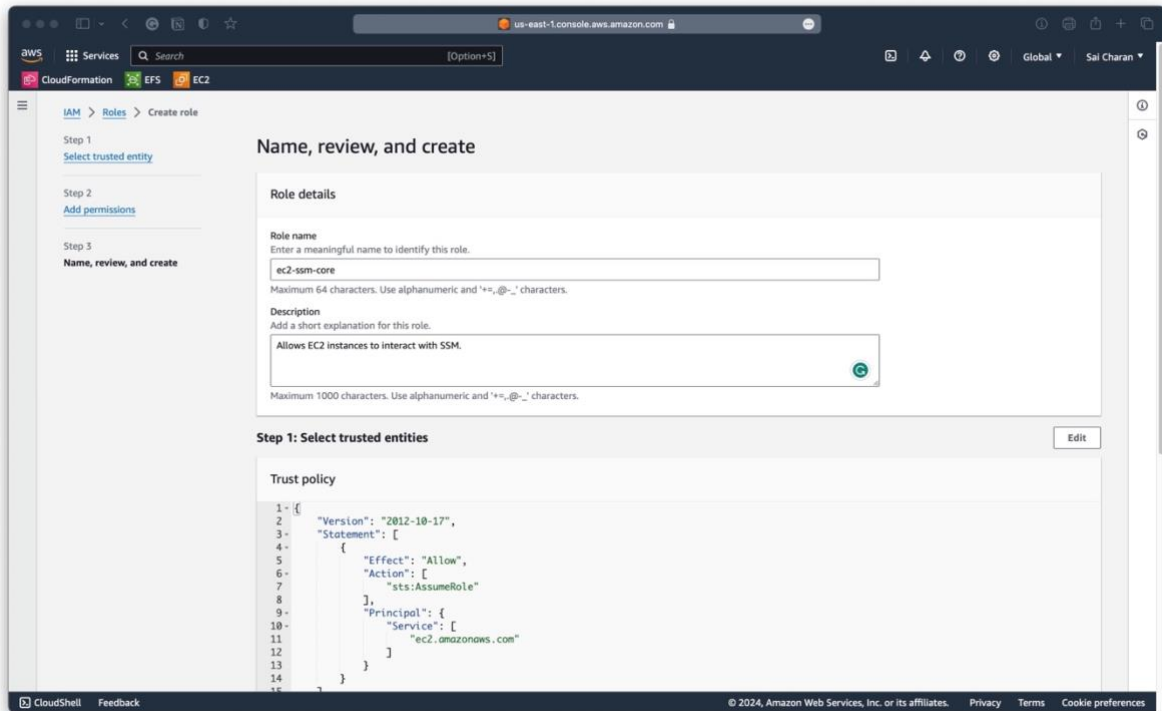 us-east-1.console.aws.amazon.com
aws
Services
Search
[Option+S]
Global
Sai Charan
CloudFormation
EFS
EC2
IAM > Roles > Create role
Step 1
Select trusted entity
Step 2
Add permissions
Step 3
Name, review, and create
Name, review, and create
Role details
Role name
Enter a meaningful name to identify this role.
ec2-ssm-core
Maximum 64 characters. Use alphanumeric and '+=,.@-_' characters.
Description
Add a short explanation for this role.
Allows EC2 instances to interact with SSM.
Maximum 1000 characters. Use alphanumeric and '+=,.@-_' characters.
Step 1: Select trusted entities
Edit
Trust policy
1 {
2 "Version": "2012-10-17",
3 "Statement": [
4 {
5 "Effect": "Allow",
6 "Action": [
7 "sts:AssumeRole"
8 ],
9 "Principal": {
10 "Service": [
11 "ec2.amazonaws.com"
12 ]
13 }
14 }
15 ]
CloudShell Feedback
© 2024, Amazon Web Services, Inc. or its affiliates. Privacy Terms Cookie preferences